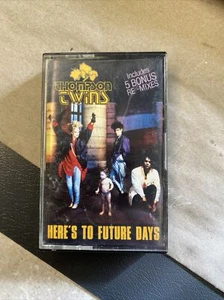 THOMPSON
TWINS
Includes
5 BONUS
RE-MIXES
HERE'S TO FUTURE DAYS